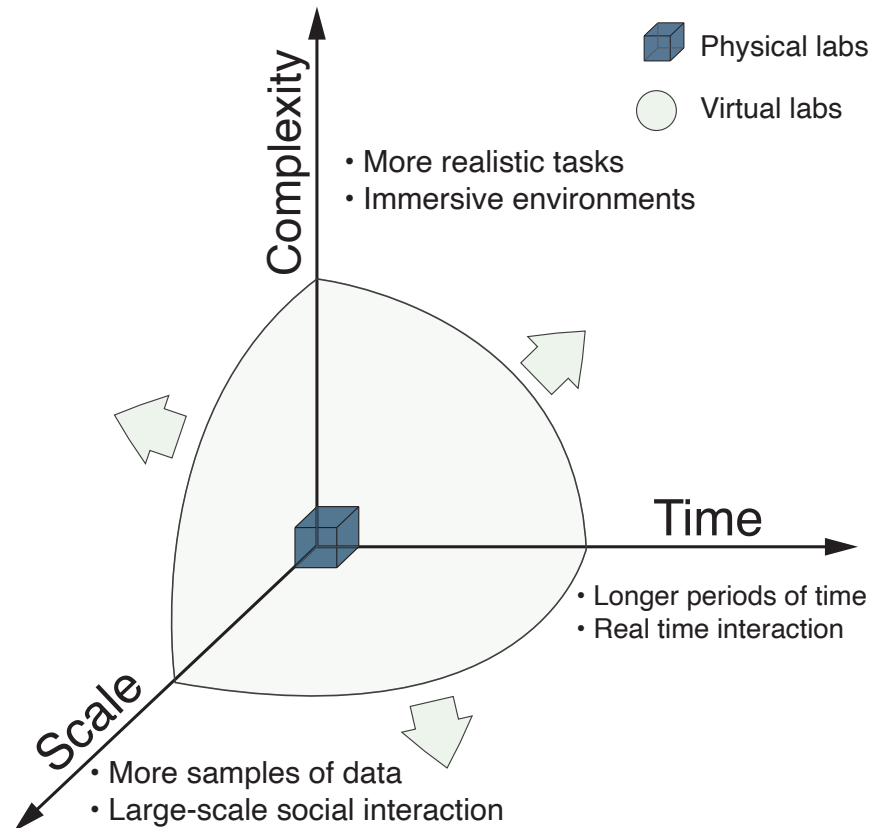 Physical labs
Virtual labs
Complexity
• More realistic tasks
• Immersive environments
Time
• Longer periods of time
• Real time interaction
Scale
• More samples of data
• Large-scale social interaction